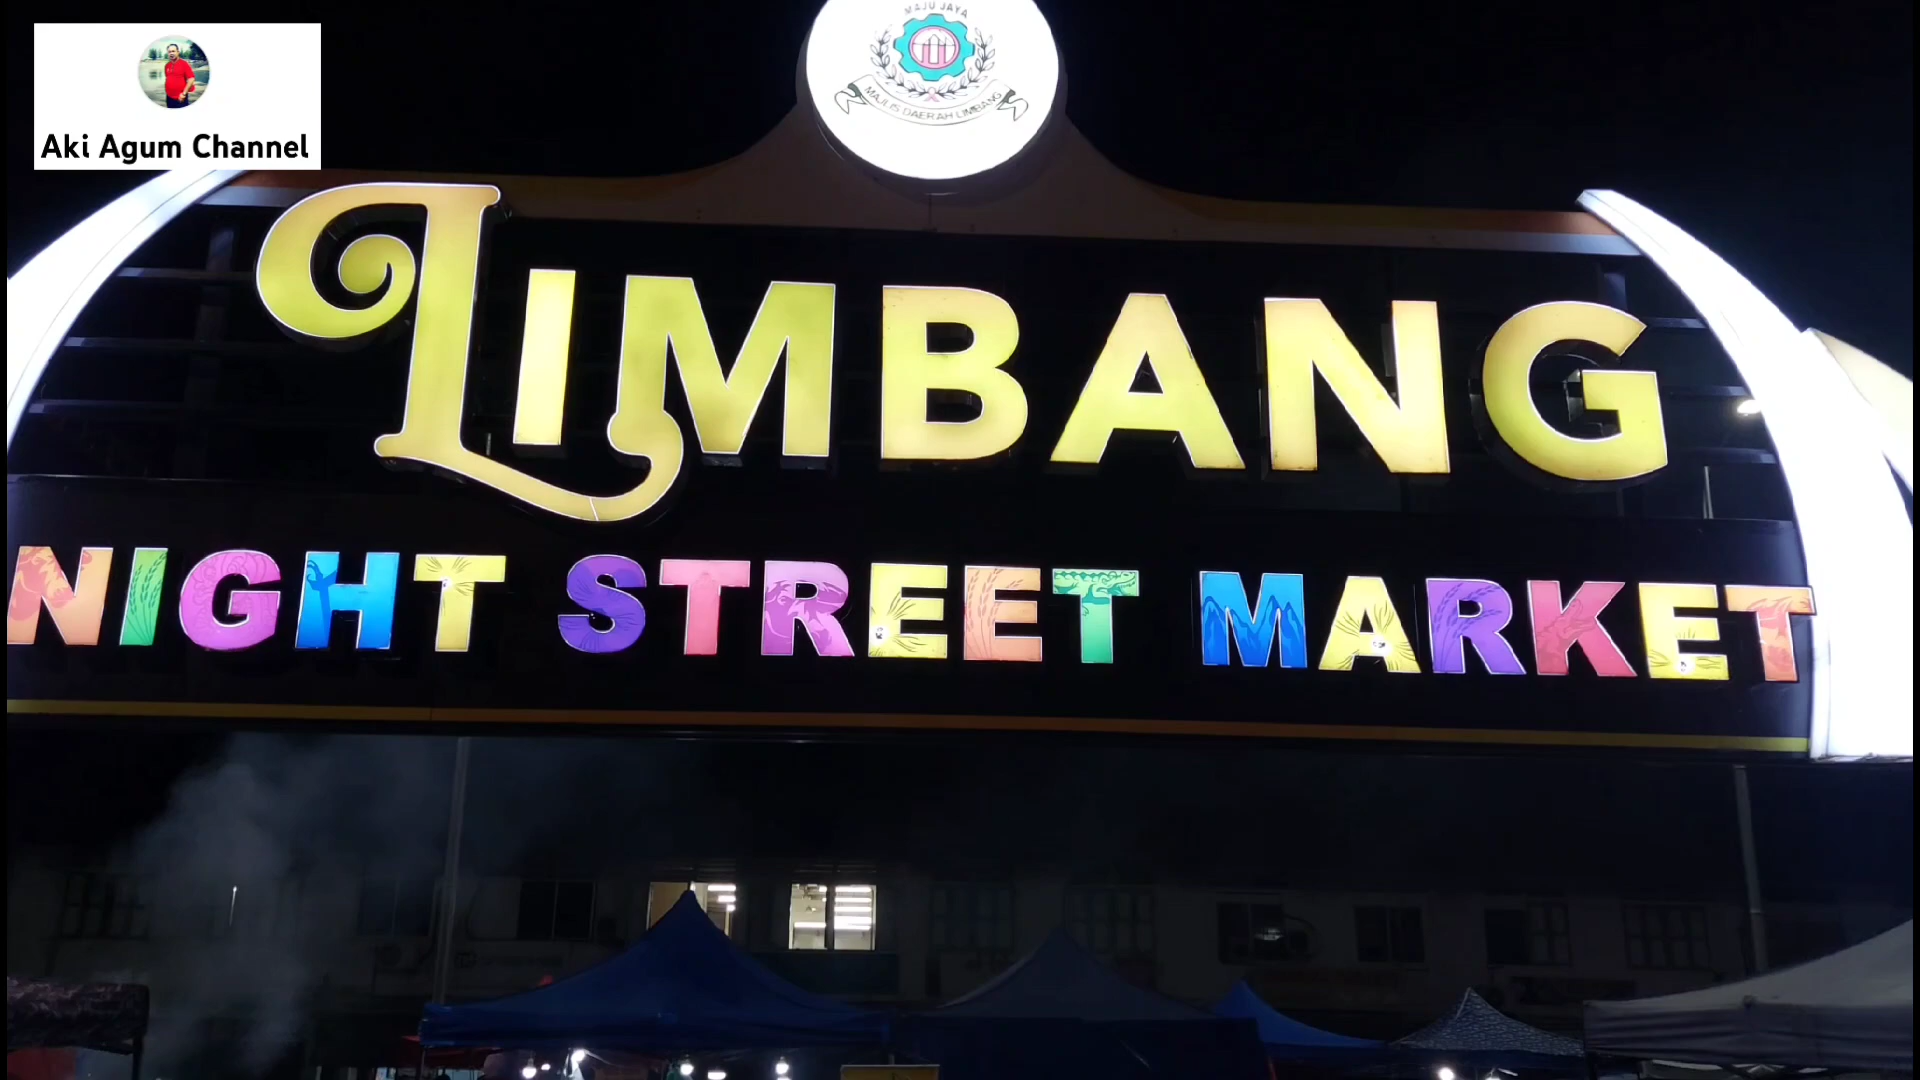 MAJU JAYA
MAJLIS DAERAH LIMBANG
Aki Agum Channel
LIMBANG
NIGHT STREET MARKET